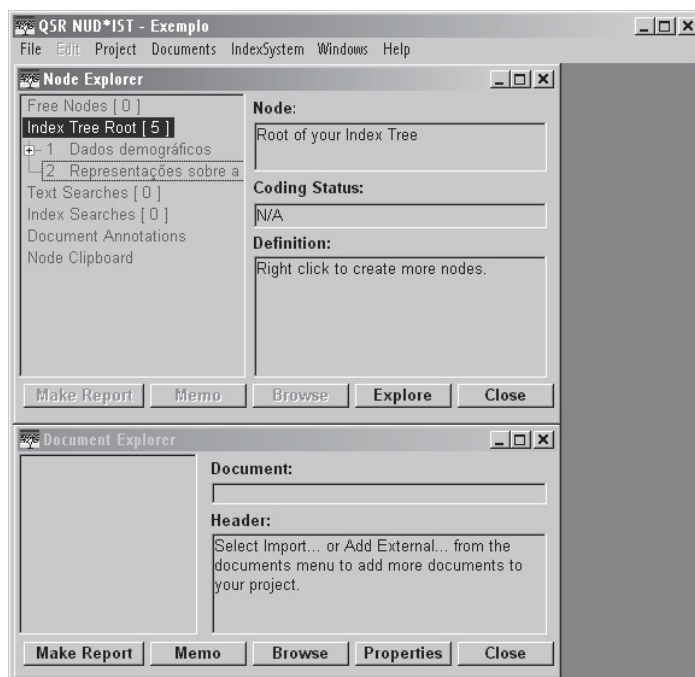 QSR NUD*IST - Exemplo
File Edit Project Documents IndexSystem Windows Help
Node Explorer
Free Nodes [ 0 ]
Index Tree Root [ 5 ]
1 Dados demográficos
2 Representações sobre a
Text Searches [ 0 ]
Index Searches [ 0 ]
Document Annotations
Node Clipboard
Node:
Root of your Index Tree
Coding Status:
N/A
Definition:
Right click to create more nodes.
Make Report Memo Browse Explore Close
Document Explorer
Document:
Header:
Select Import... or Add External... from the
documents menu to add more documents to
your project.
Make Report Memo Browse Properties Close